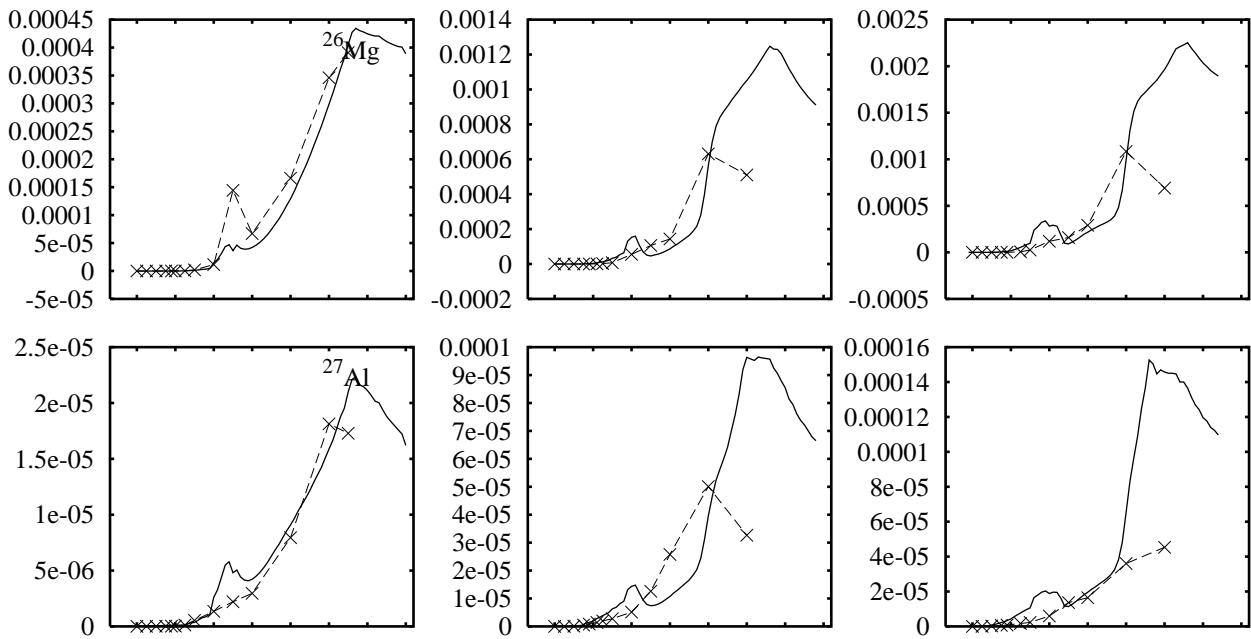 0.00045
0.0004
0.00035
0.0003
0.00025
0.0002
0.00015
0.0001
5e-05
0
-5e-05
26Mg
0.0014
0.0012
0.001
0.0008
0.0006
0.0004
0.0002
0
-0.0002
0.0025
0.002
0.0015
0.001
0.0005
0
-0.0005
2.5e-05
2e-05
1.5e-05
1e-05
5e-06
0
27Al
0.0001
9e-05
8e-05
7e-05
6e-05
5e-05
4e-05
3e-05
2e-05
1e-05
0
0.00016
0.00014
0.00012
0.0001
8e-05
6e-05
4e-05
2e-05
0